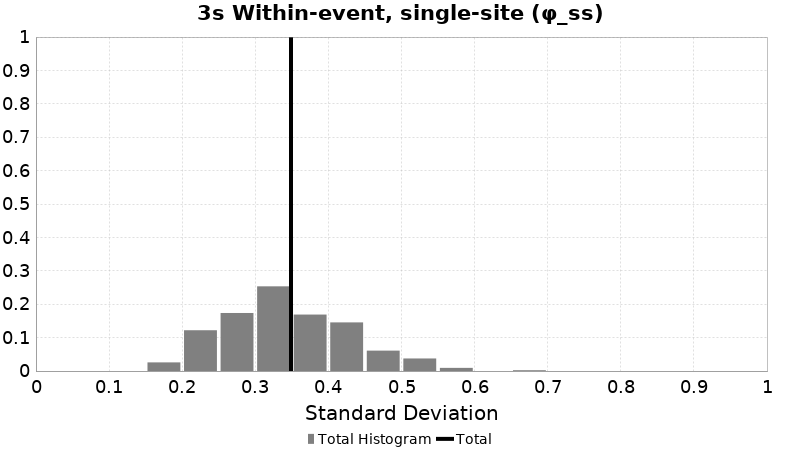 3s Within-event, single-site (φ_ss)
1
0.9
0.8
0.7
0.6
0.5
0.4
0.3
0.2
0.1
0
0 0.1 0.2 0.3 0.4 0.5 0.6 0.7 0.8 0.9 1
Standard Deviation
Total Histogram Total